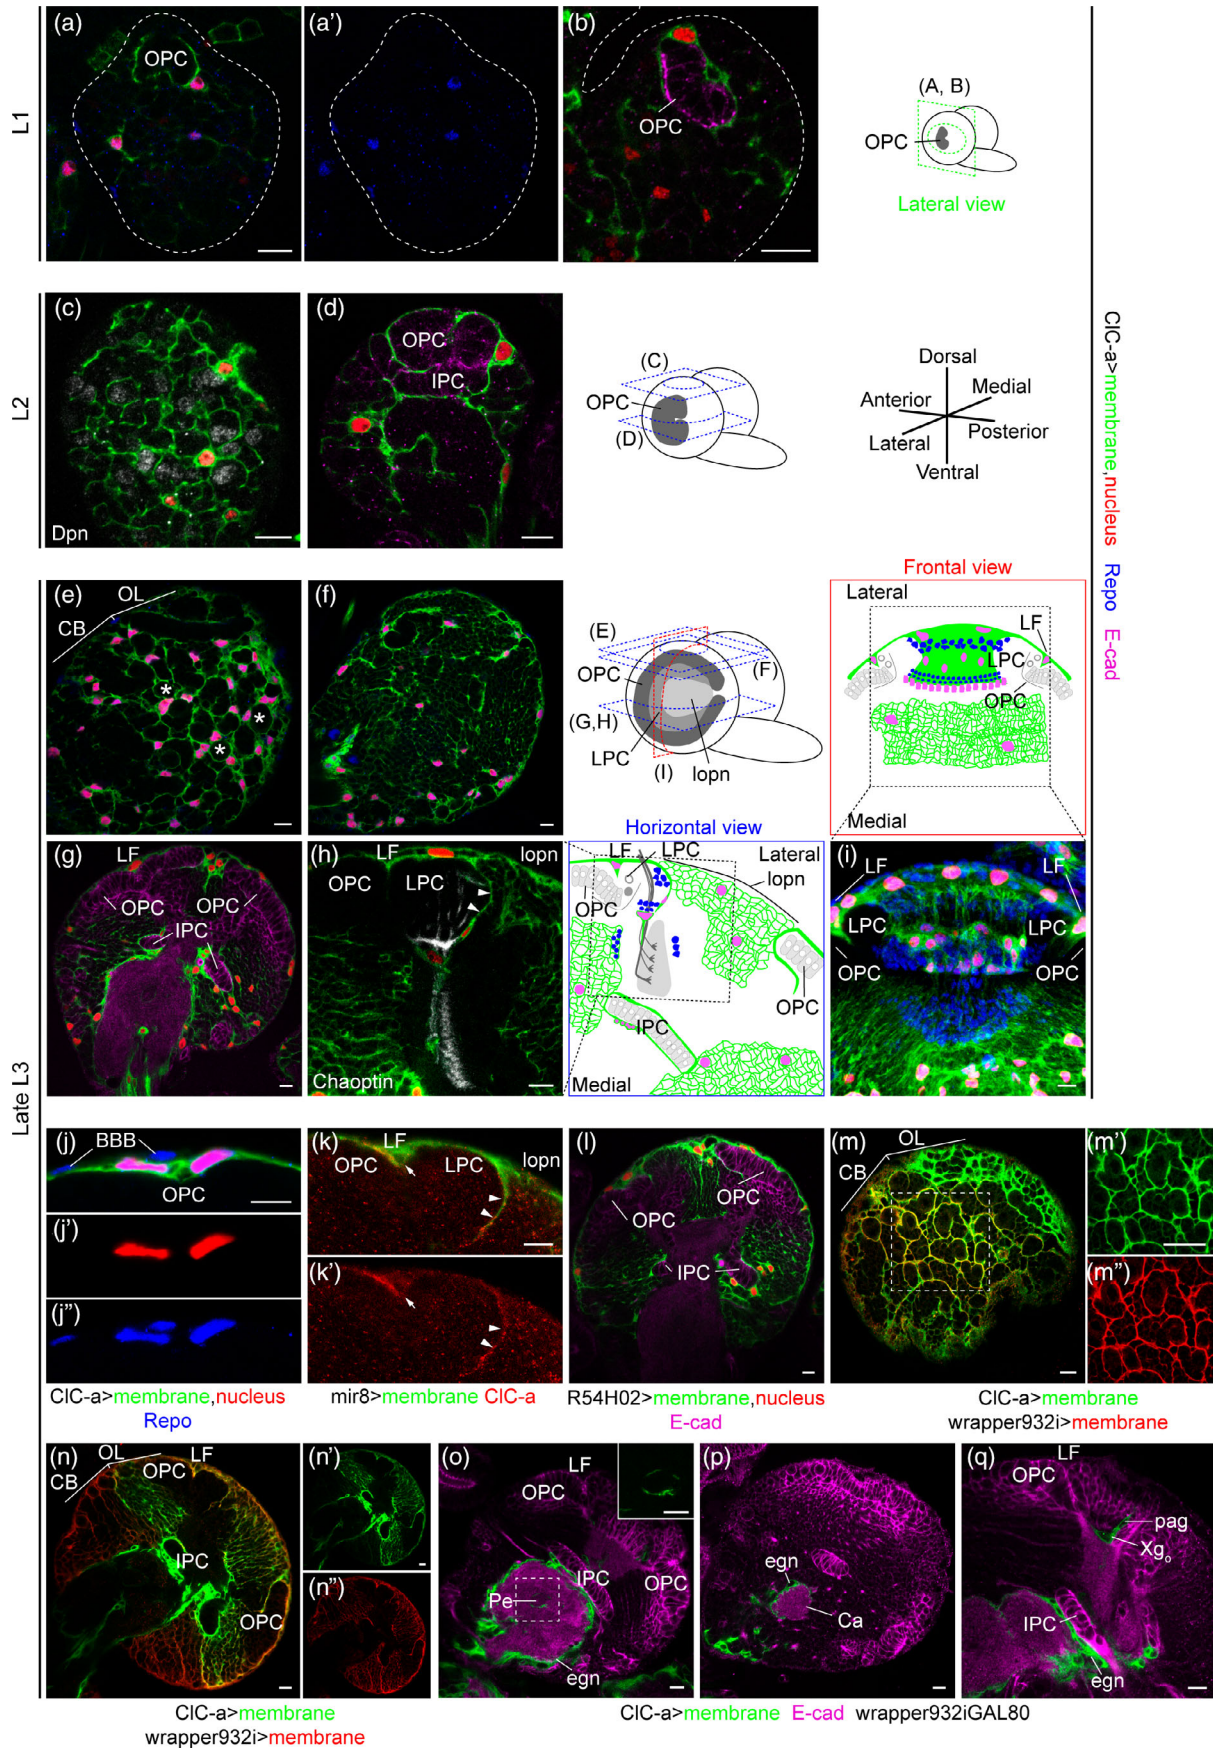 L1
(a)
OPC
(a')
(b)
OPC
(A, B)
OPC
Lateral view
L2
(c)
Dpn
(d)
OPC
IPC
(C)
OPC
(D)
Dorsal
Medial
Anterior
Lateral
Posterior
Ventral
ClC-a>membrane,nucleus Repo E-cad
Late L3
(e)
OL
CB
*
*
*
(f)
(E)
OPC
(F)
(G,H)
LPC
(I)
lopn
Frontal view
Lateral
LF
LPC
OPC
Medial
(g)
LF
OPC
OPC
IPC
(h)
LF
lopn
OPC
LPC
Chaoptin
Horizontal view
LF
LPC
Lateral
lopn
OPC
OPC
IPC
Medial
(i)
LF
LF
LPC
LPC
OPC
OPC
(j)
BBB
OPC
(j')
(j'')
ClC-a>membrane,nucleus
Repo
(k)
LF
OPC
LPC
lopn
(k')
mir8>membrane ClC-a
(l)
OPC
OPC
IPC
R54H02>membrane,nucleus
E-cad
(m)
OL
CB
(m')
(m'')
ClC-a>membrane
wrapper932i>membrane
(n)
OL
LF
CB
OPC
IPC
OPC
(n')
(n'')
ClC-a>membrane
wrapper932i>membrane
(o)
LF
OPC
IPC
OPC
Pe
egn
(p)
egn
Ca
(q)
LF
OPC
pag
Xgo
IPC
egn
ClC-a>membrane E-cad wrapper932iGAL80